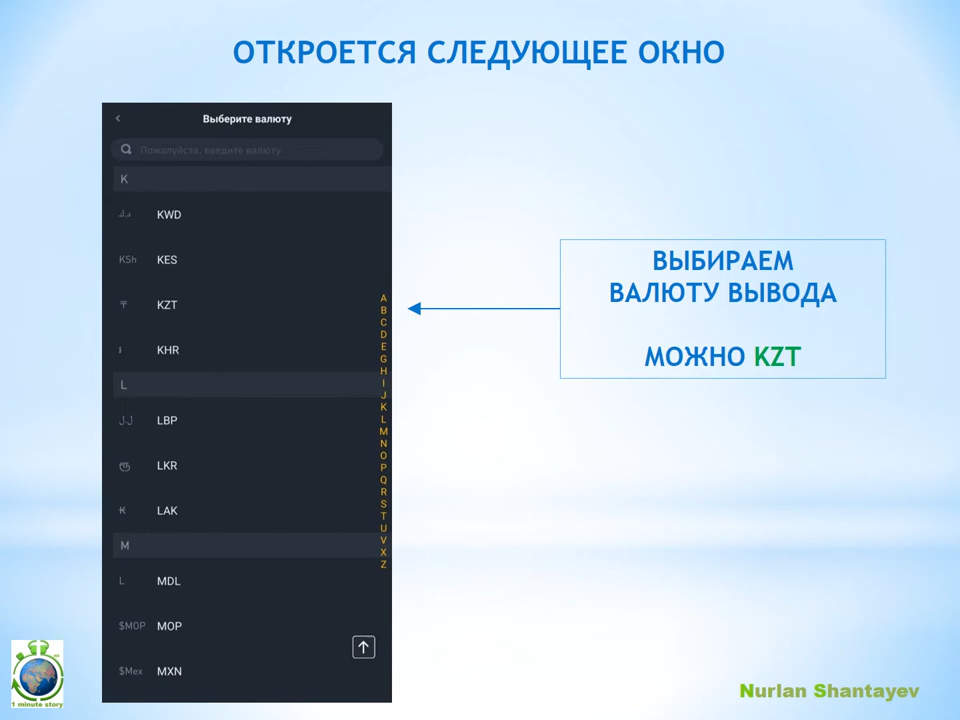 ОТКРОЕТСЯ СЛЕДУЮЩЕЕ ОКНО
Выберите валюту
Пожалуйста, введите валюту
K
KWD
KSh KES
₸ KZT
KHR
L
LBP
LKR
₭ LAK
M
L MDL
$MOP MOP
$Mex MXN
A
B
C
D
E
G
H
I
J
K
L
M
N
O
P
Q
R
S
T
U
V
X
Z
ВЫБИРАЕМ
ВАЛЮТУ ВЫВОДА
МОЖНО KZT
1 minute story
Nurlan Shantayev